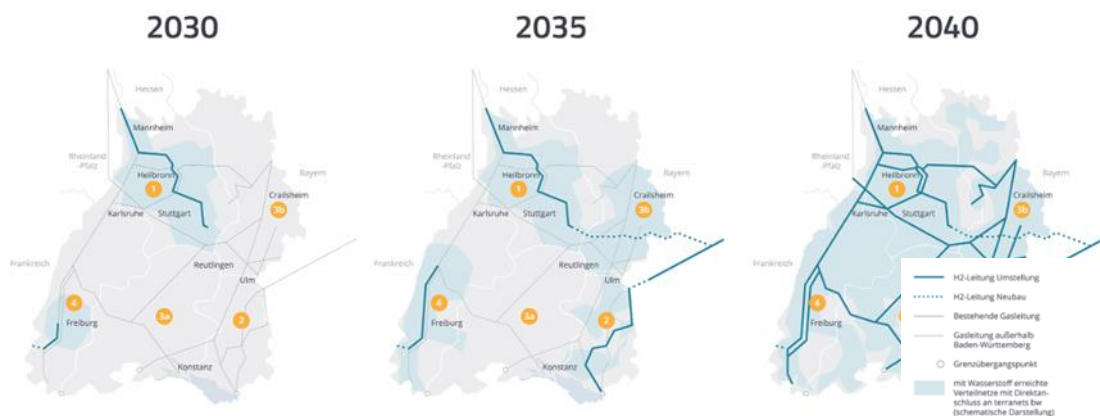 2030
2035
2040
Hessen
Mannheim
Rheinland
-Pfalz
Heilbronn
1
Bayern
Crailsheim
3b
Karlsruhe
Stuttgart
Frankreich
Reutlingen
Ulm
4
Freiburg
3a
2
Konstanz
Hessen
Mannheim
Rheinland
-Pfalz
Heilbronn
1
Bayern
Crailsheim
3b
Karlsruhe
Stuttgart
Frankreich
Reutlingen
Ulm
4
Freiburg
3a
2
Konstanz
Hessen
Mannheim
Rheinland
-Pfalz
Heilbronn
1
Bayern
Crailsheim
3b
Karlsruhe
Stuttgart
Frankreich
Reutlingen
4
Freiburg
H2-Leitung Umstellung
H2-Leitung Neubau
Bestehende Gasleitung
Gasleitung außerhalb
Baden-Württemberg
Grenzübergangspunkt
mit Wasserstoff erreichte
Verteilnetze mit Direktan-
schluss an terranets bw
(schematische Darstellung)